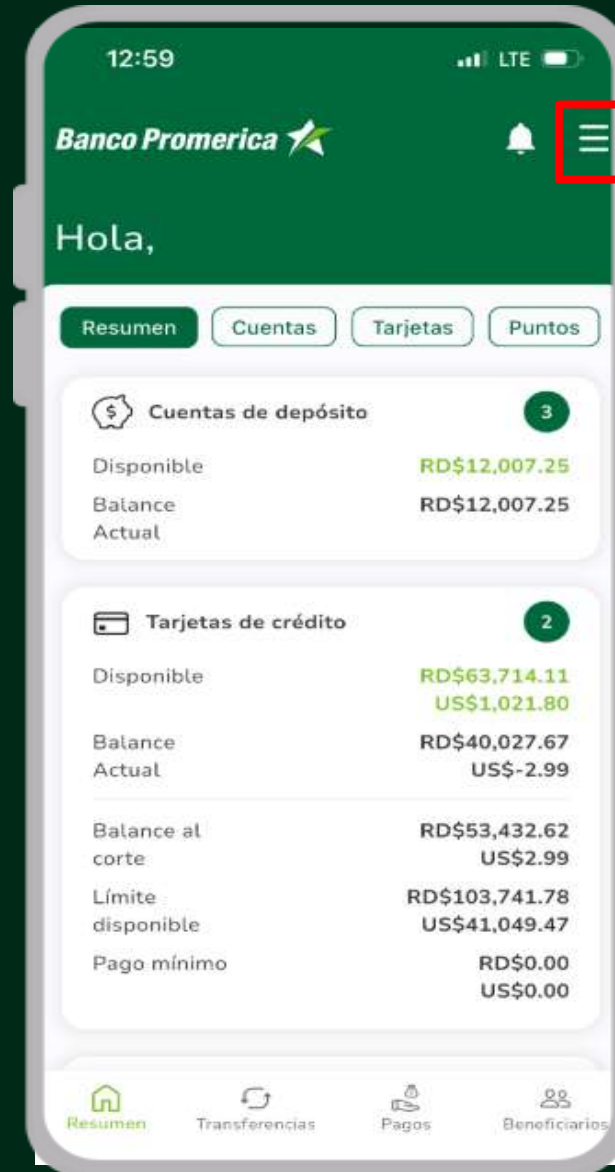 12:59 LTE
Banco Promerica
Hola,
Resumen Cuentas Tarjetas Puntos
$ Cuentas de depósito 3
Disponible RD$12,007.25
Balance RD$12,007.25
Actual
Tarjetas de crédito 2
Disponible RD$63,714.11
US$1,021.80
Balance RD$40,027.67
Actual US$-2.99
Balance al RD$53,432.62
corte US$2.99
Límite RD$103,741.78
disponible US$41,049.47
Pago mínimo RD$0.00
US$0.00
Resumen Transferencias Pagos Beneficiarios